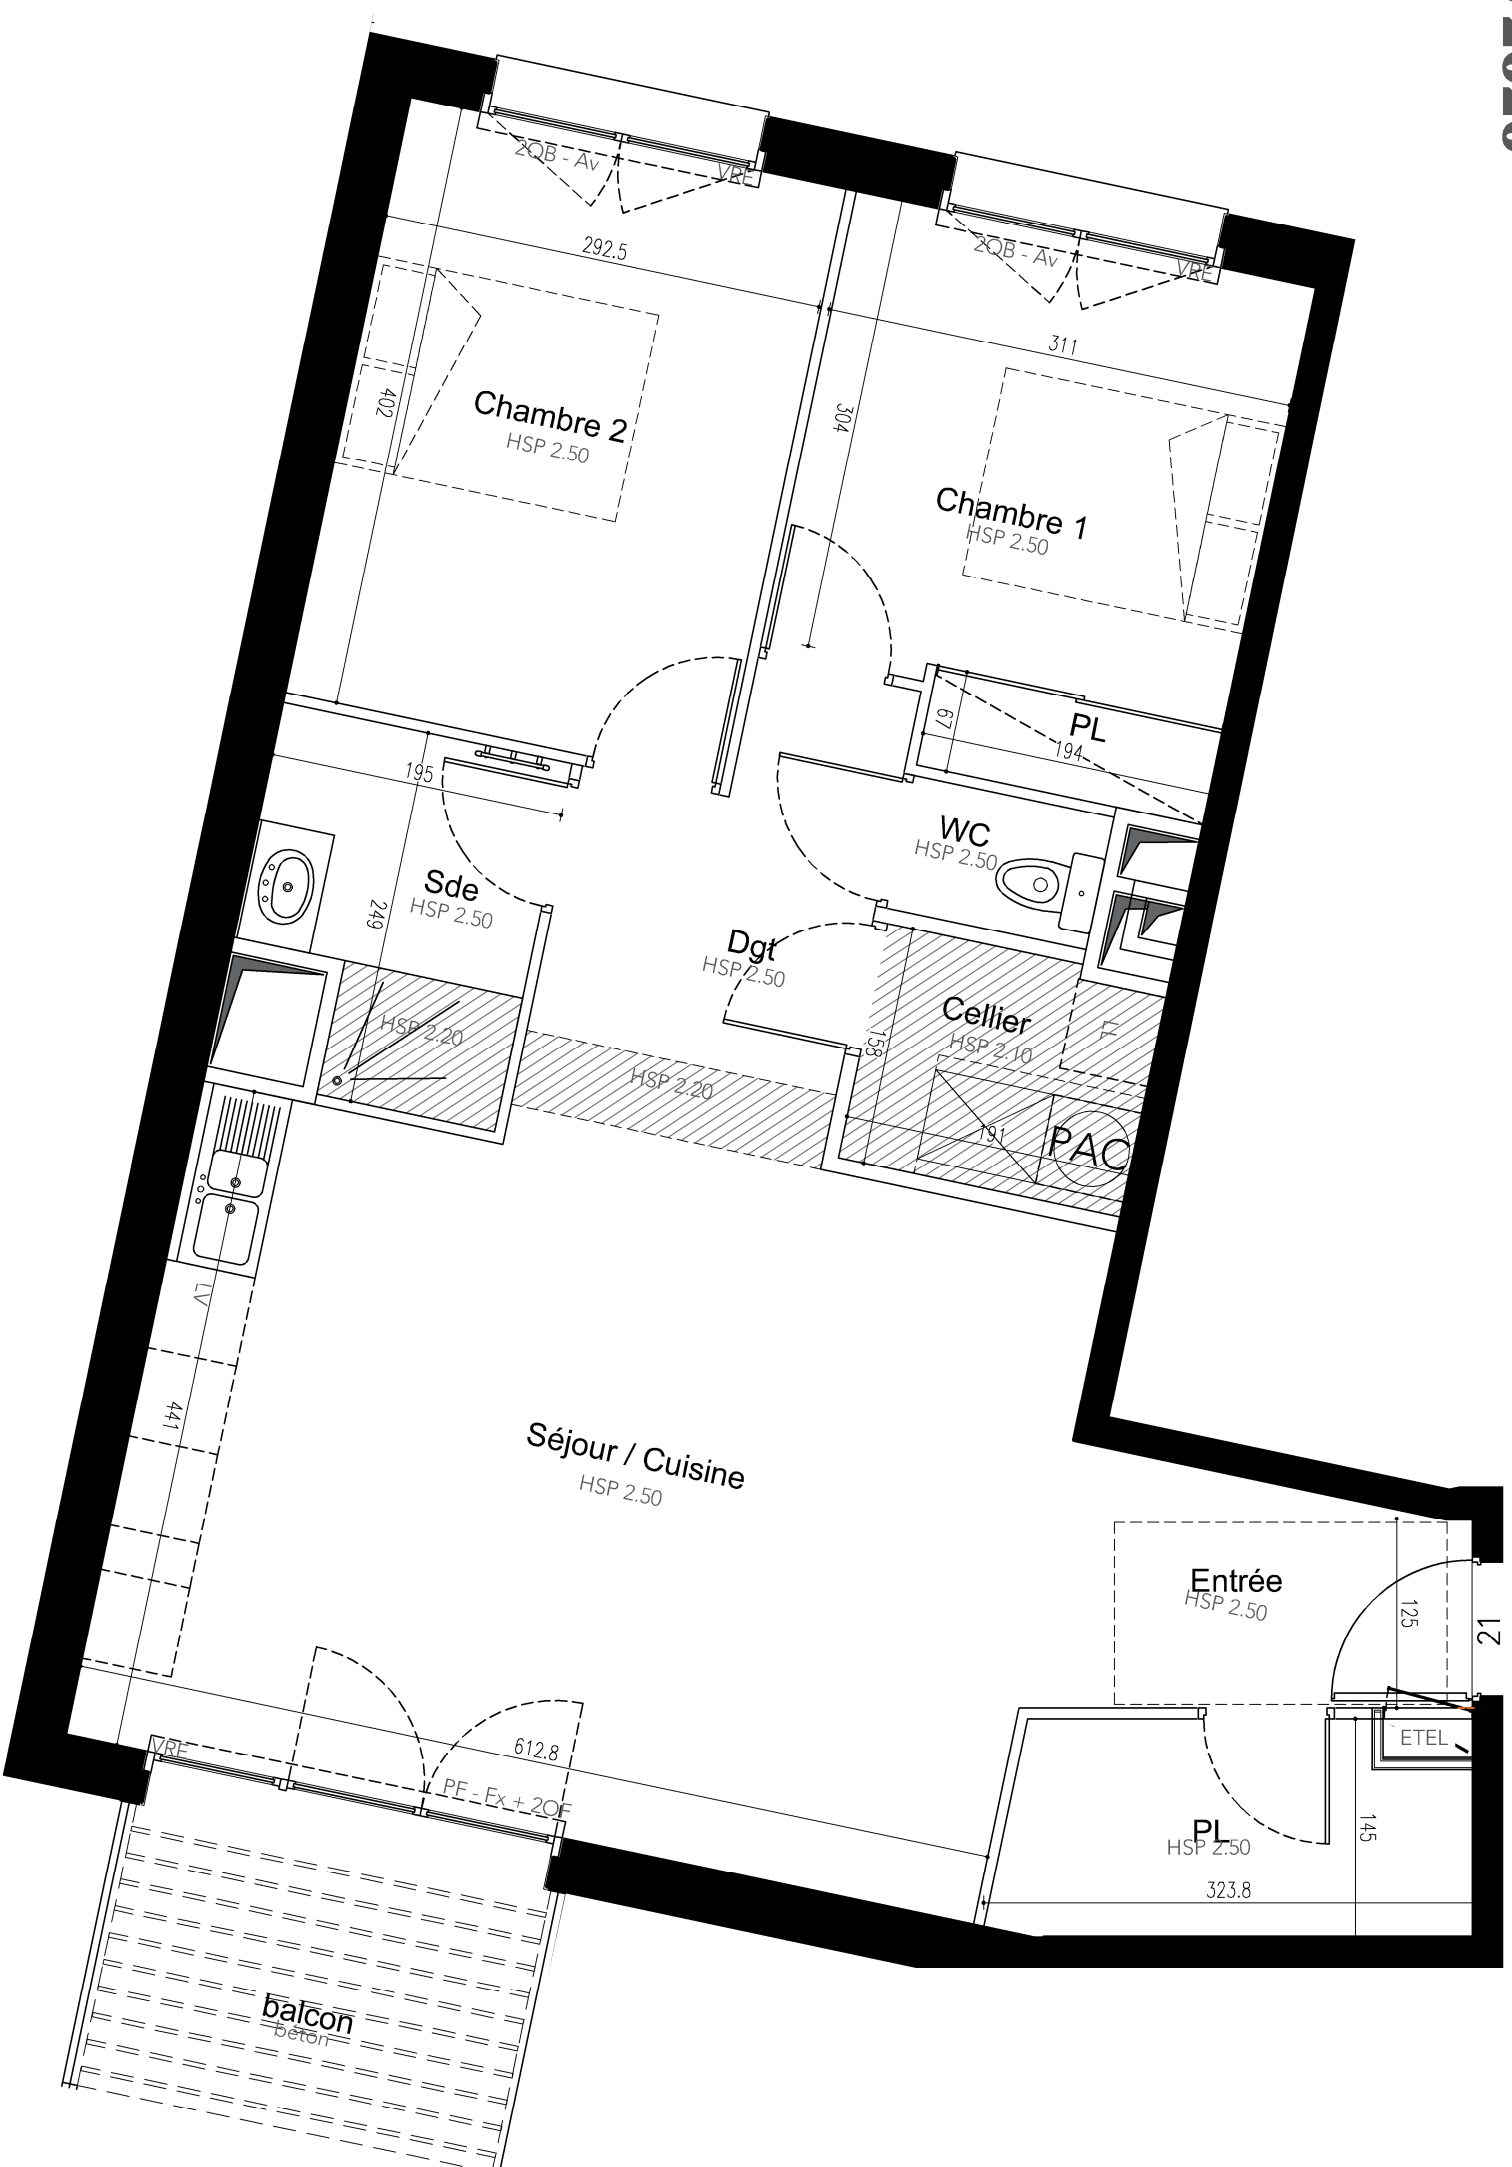 2OB - Av
VRE
2OB - Av
VRE
292.5
311
402
304
Chambre 2
HSP 2.50
Chambre 1
HSP 2.50
67
PL
194
195
WC
HSP 2.50
Sde
HSP 2.50
249
Dgt
HSP 2.50
Cellier
HSP 2.10
LL
158
HSP 2.20
HSP 2.20
191
PAC
LV
441
Séjour / Cuisine
HSP 2.50
Entrée
HSP 2.50
125
21
ETEL
VRE
612.8
PF - Fx + 2OF
PL
HSP 2.50
145
323.8
balcon
béton